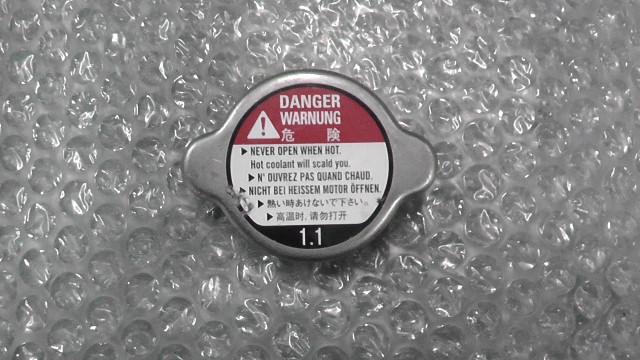 DANGER
WARNUNG
危 険
▶ NEVER OPEN WHEN HOT.
Hot coolant will scald you.
▶ N' OUVREZ PAS QUAND CHAUD.
▶ NICHT BEI HEISSEM MOTOR ÖFFNEN.
▶ 熱い時あけないで下さい。
▶ 高温时,请勿打开
1.1